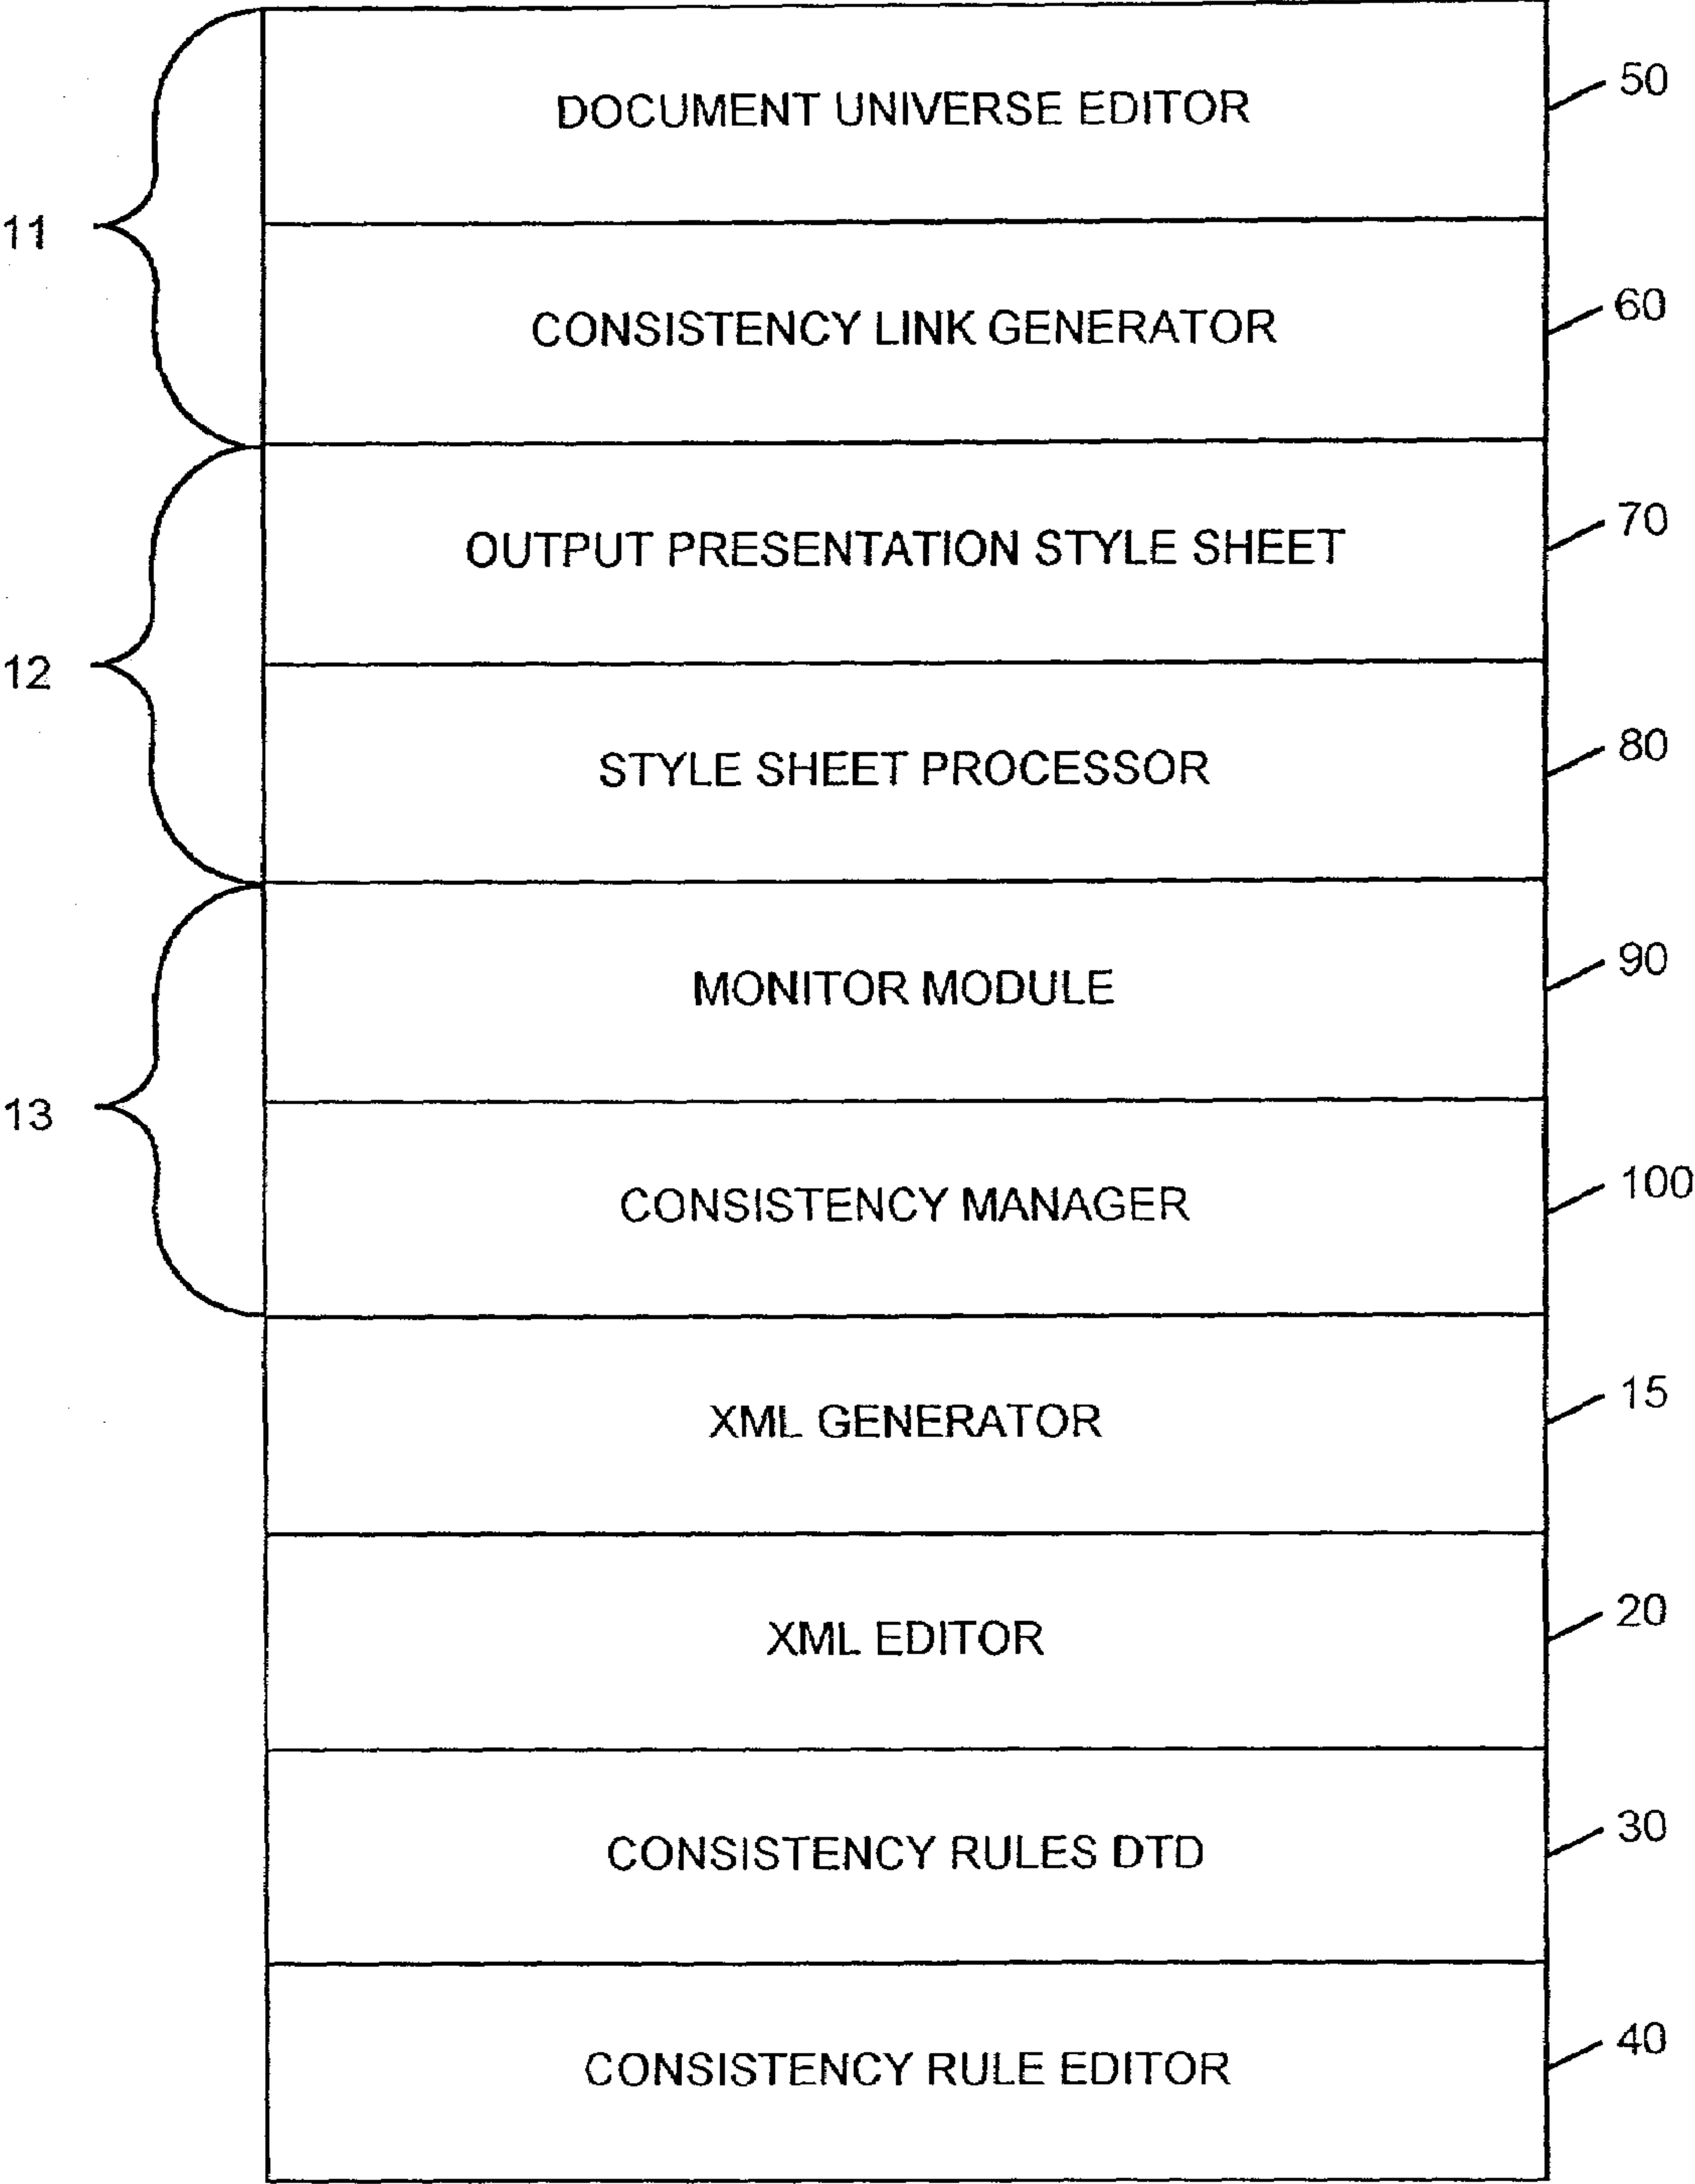 DOCUMENT UNIVERSE EDITOR 50
11
CONSISTENCY LINK GENERATOR 60
OUTPUT PRESENTATION STYLE SHEET 70
12
STYLE SHEET PROCESSOR 80
MONITOR MODULE 90
13
CONSISTENCY MANAGER 100
XML GENERATOR 15
XML EDITOR 20
CONSISTENCY RULES DTD 30
CONSISTENCY RULE EDITOR 40